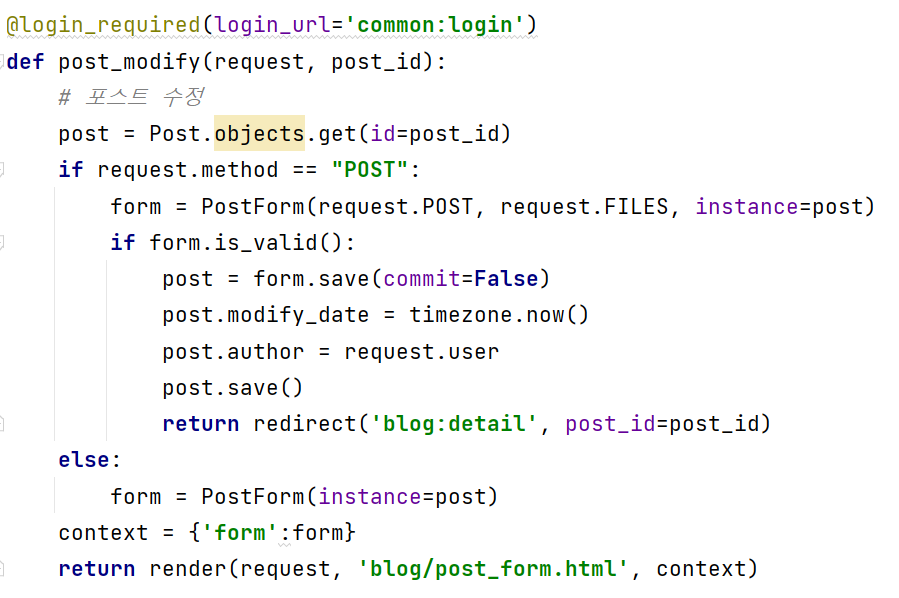 @login_required(login_url='common:login')
def post_modify(request, post_id):
    # 포스트 수정
    post = Post.objects.get(id=post_id)
    if request.method == "POST":
        form = PostForm(request.POST, request.FILES, instance=post)
        if form.is_valid():
            post = form.save(commit=False)
            post.modify_date = timezone.now()
            post.author = request.user
            post.save()
            return redirect('blog:detail', post_id=post_id)
    else:
        form = PostForm(instance=post)
    context = {'form':form}
    return render(request, 'blog/post_form.html', context)